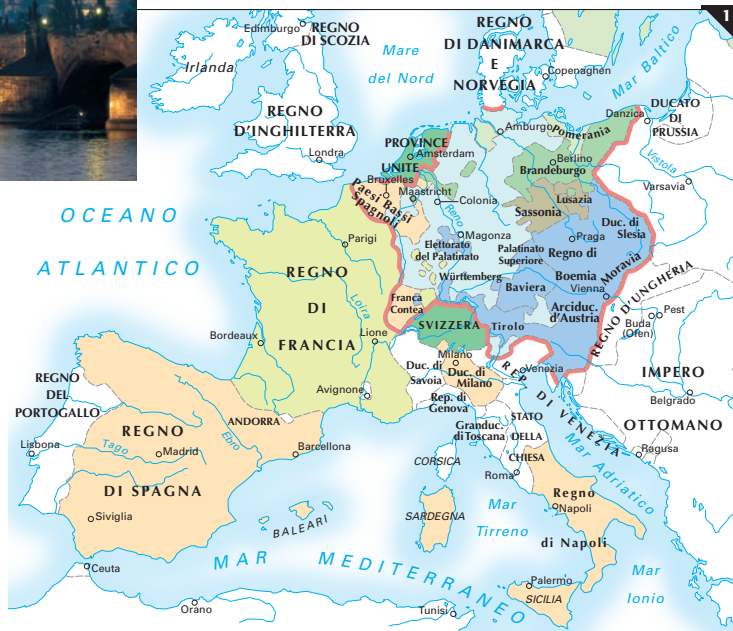 1
Edimburgo
REGNO
DI SCOZIA
Irlanda
Mare
del Nord
REGNO
DI DANIMARCA
E
NORVEGIA
Copenaghen
Mar Baltico
REGNO
D'INGHILTERRA
Londra
PROVINCE
UNITE
Amsterdam
Amburgo
Pomerania
Danzica
DUCATO
DI
PRUSSIA
Vistola
Varsavia
Berlino
Brandeburgo
Bruxelles
Maastricht
Paesi Bassi
Spagnoli
Colonia
Reno
Sassonia
Lusazia
OCEANO
ATLANTICO
Parigi
Magonza
Elettorato
del Palatinato
Palatinato
Superiore
Praga
Regno di
Boemia
Duc. di
Slesia
Moravia
REGNO
DI
FRANCIA
Loira
Württemberg
Baviera
Vienna
Arciduc.
d'Austria
REGNO D'UNGHERIA
Franca
Contea
SVIZZERA
Tirolo
Buda
(Ofen)
Pest
Bordeaux
Lione
Milano
Duc. di
Savoia
Duc. di
Milano
Venezia
REP. DI VENEZIA
IMPERO
OTTOMANO
Belgrado
REGNO
DEL
PORTOGALLO
Avignone
Rep. di
Genova
Granduc.
di Toscana
STATO
DELLA
CHIESA
Mar Adriatico
Ragusa
ANDORRA
Lisbona
Tago
REGNO
DI SPAGNA
Madrid
Ebro
Barcellona
CORSICA
Roma
Siviglia
BALEARI
SARDEGNA
Mar
Tirreno
Regno
di Napoli
Napoli
MAR MEDITERRANEO
Ceuta
Orano
Tunisi
Palermo
SICILIA
Mar
Ionio